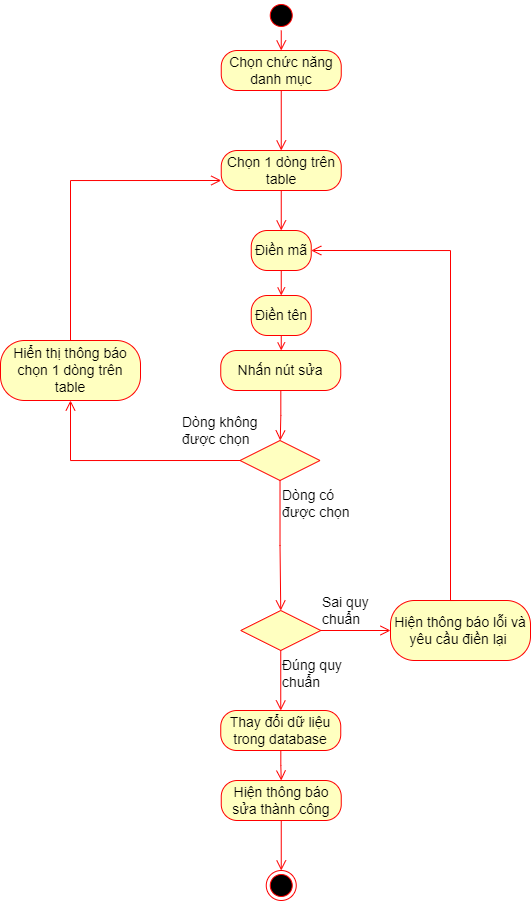 Chọn chức năng
danh mục
Chọn 1 dòng trên
table
Điền mã
Điền tên
Hiển thị thông báo
chọn 1 dòng trên
table
Nhấn nút sửa
Dòng không
được chọn
Dòng có
được chọn
Sai quy
chuẩn
Hiện thông báo lỗi và
yêu cầu điền lại
Đúng quy
chuẩn
Thay đổi dữ liệu
trong database
Hiện thông báo
sửa thành công